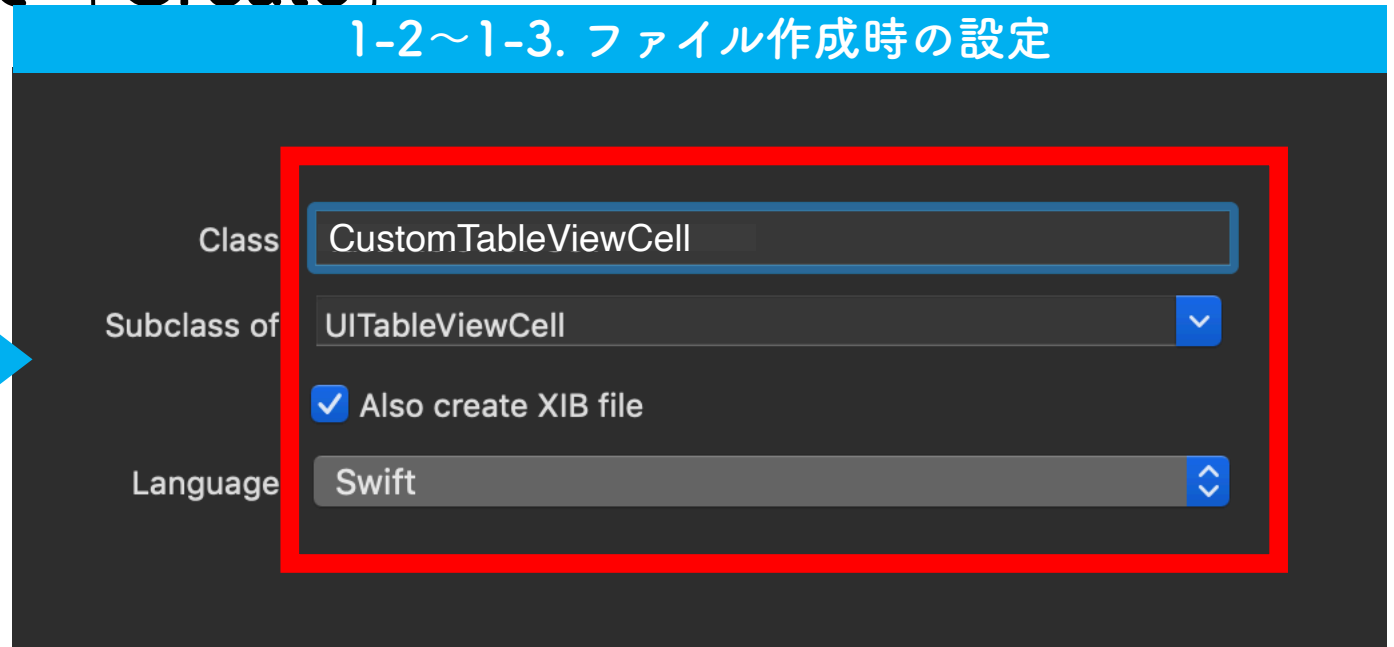 Create
1-2〜1-3. ファイル作成時の設定
Class
CustomTableViewCell
Subclass of
UITableViewCell
Also create XIB file
Language
Swift